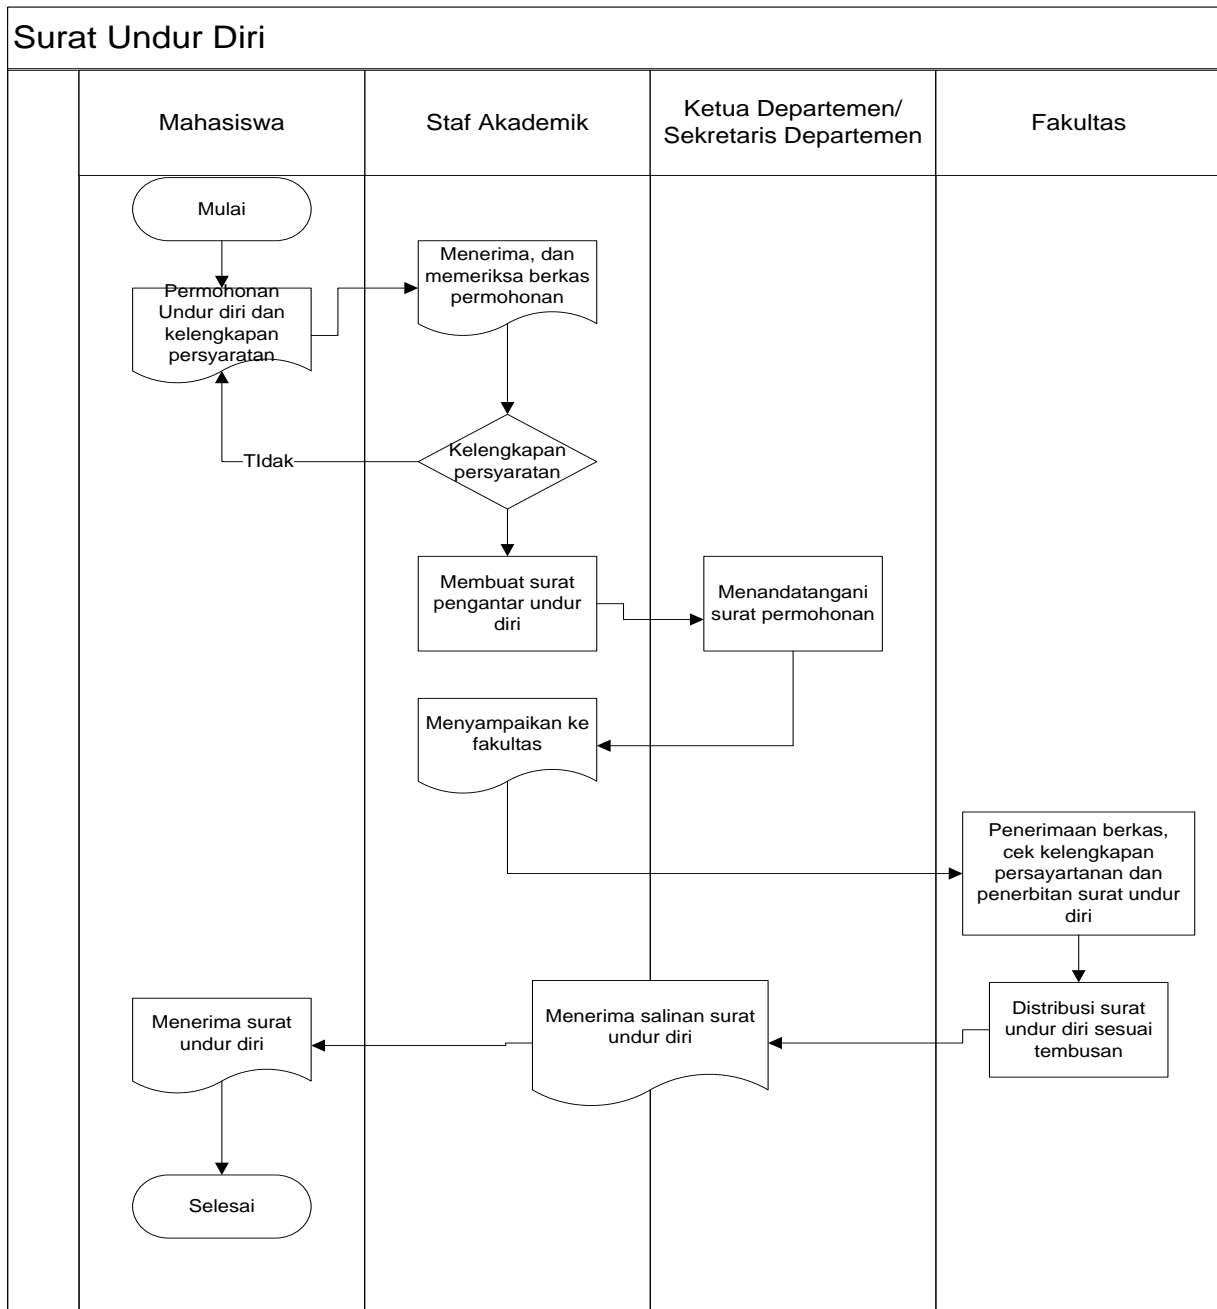 Surat Undur Diri
Mahasiswa
Staf Akademik
Ketua Departemen/
Sekretaris Departemen
Fakultas
Mulai
Permohonan
Undur diri dan
kelengkapan
persyaratan
Menerima, dan
memeriksa berkas
permohonan
Kelengkapan
persyaratan
TIdak
Membuat surat
pengantar undur
diri
Menandatangani
surat permohonan
Menyampaikan ke
fakultas
Penerimaan berkas,
cek kelengkapan
persayartanan dan
penerbitan surat undur
diri
Distribusi surat
undur diri sesuai
tembusan
Menerima salinan surat
undur diri
Menerima surat
undur diri
Selesai